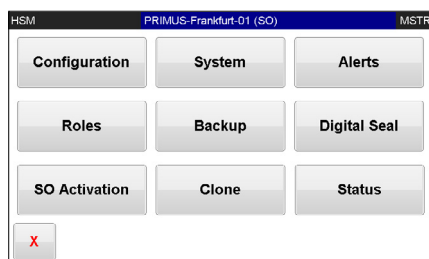 HSM PRIMUS-Frankfurt-01 (SO) MSTR
Configuration System Alerts
Roles Backup Digital Seal
SO Activation Clone Status
X